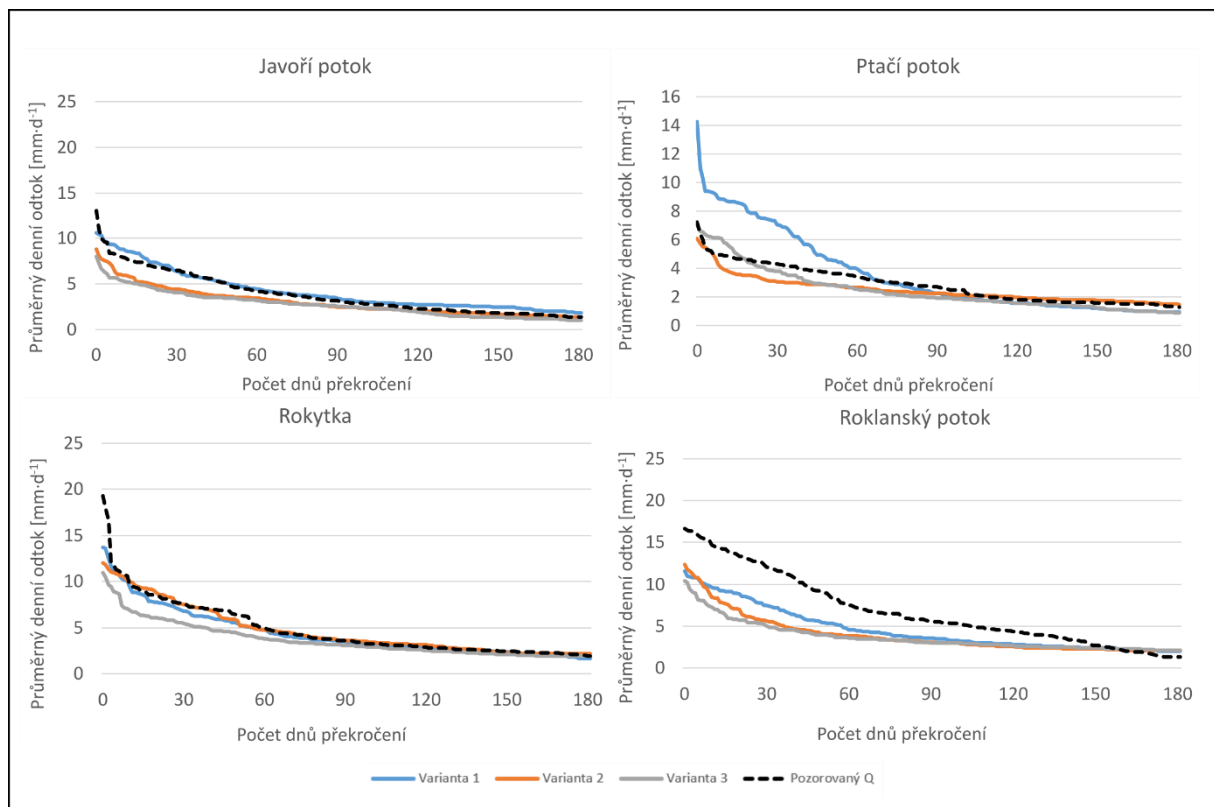 Javoří potok
Průměrný denní odtok [mm·d⁻¹]
25
20
15
10
5
0
0 30 60 90 120 150 180
Počet dnů překročení
Ptačí potok
Průměrný denní odtok [mm·d⁻¹]
16
14
12
10
8
6
4
2
0
0 30 60 90 120 150 180
Počet dnů překročení
Rokytka
Průměrný denní odtok [mm·d⁻¹]
25
20
15
10
5
0
0 30 60 90 120 150 180
Počet dnů překročení
Roklanský potok
Průměrný denní odtok [mm·d⁻¹]
25
20
15
10
5
0
0 30 60 90 120 150 180
Počet dnů překročení
Varianta 1 Varianta 2 Varianta 3 Pozorovaný Q